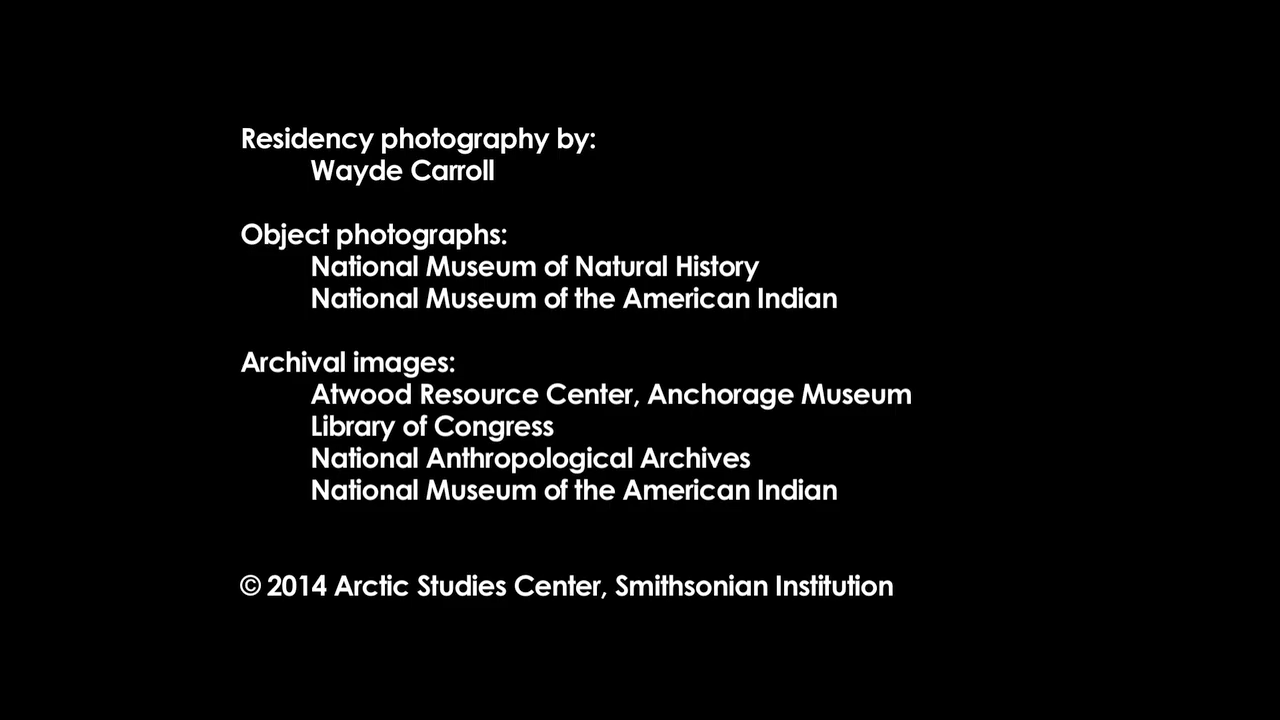 Residency photography by:
Wayde Carroll
Object photographs:
National Museum of Natural History
National Museum of the American Indian
Archival images:
Atwood Resource Center, Anchorage Museum
Library of Congress
National Anthropological Archives
National Museum of the American Indian
© 2014 Arctic Studies Center, Smithsonian Institution